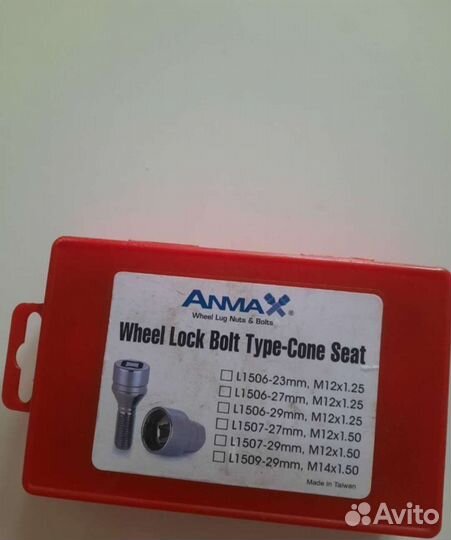 ANMAX®
Wheel Lug Nuts & Bolts
Wheel Lock Bolt Type-Cone Seat
L1506-23mm, M12x1.25
L1506-27mm, M12x1.25
L1506-29mm, M12x1.25
L1507-27mm, M12x1.50
L1507-29mm, M12x1.50
L1509-29mm, M14x1.50
Made in Taiwan
Avito